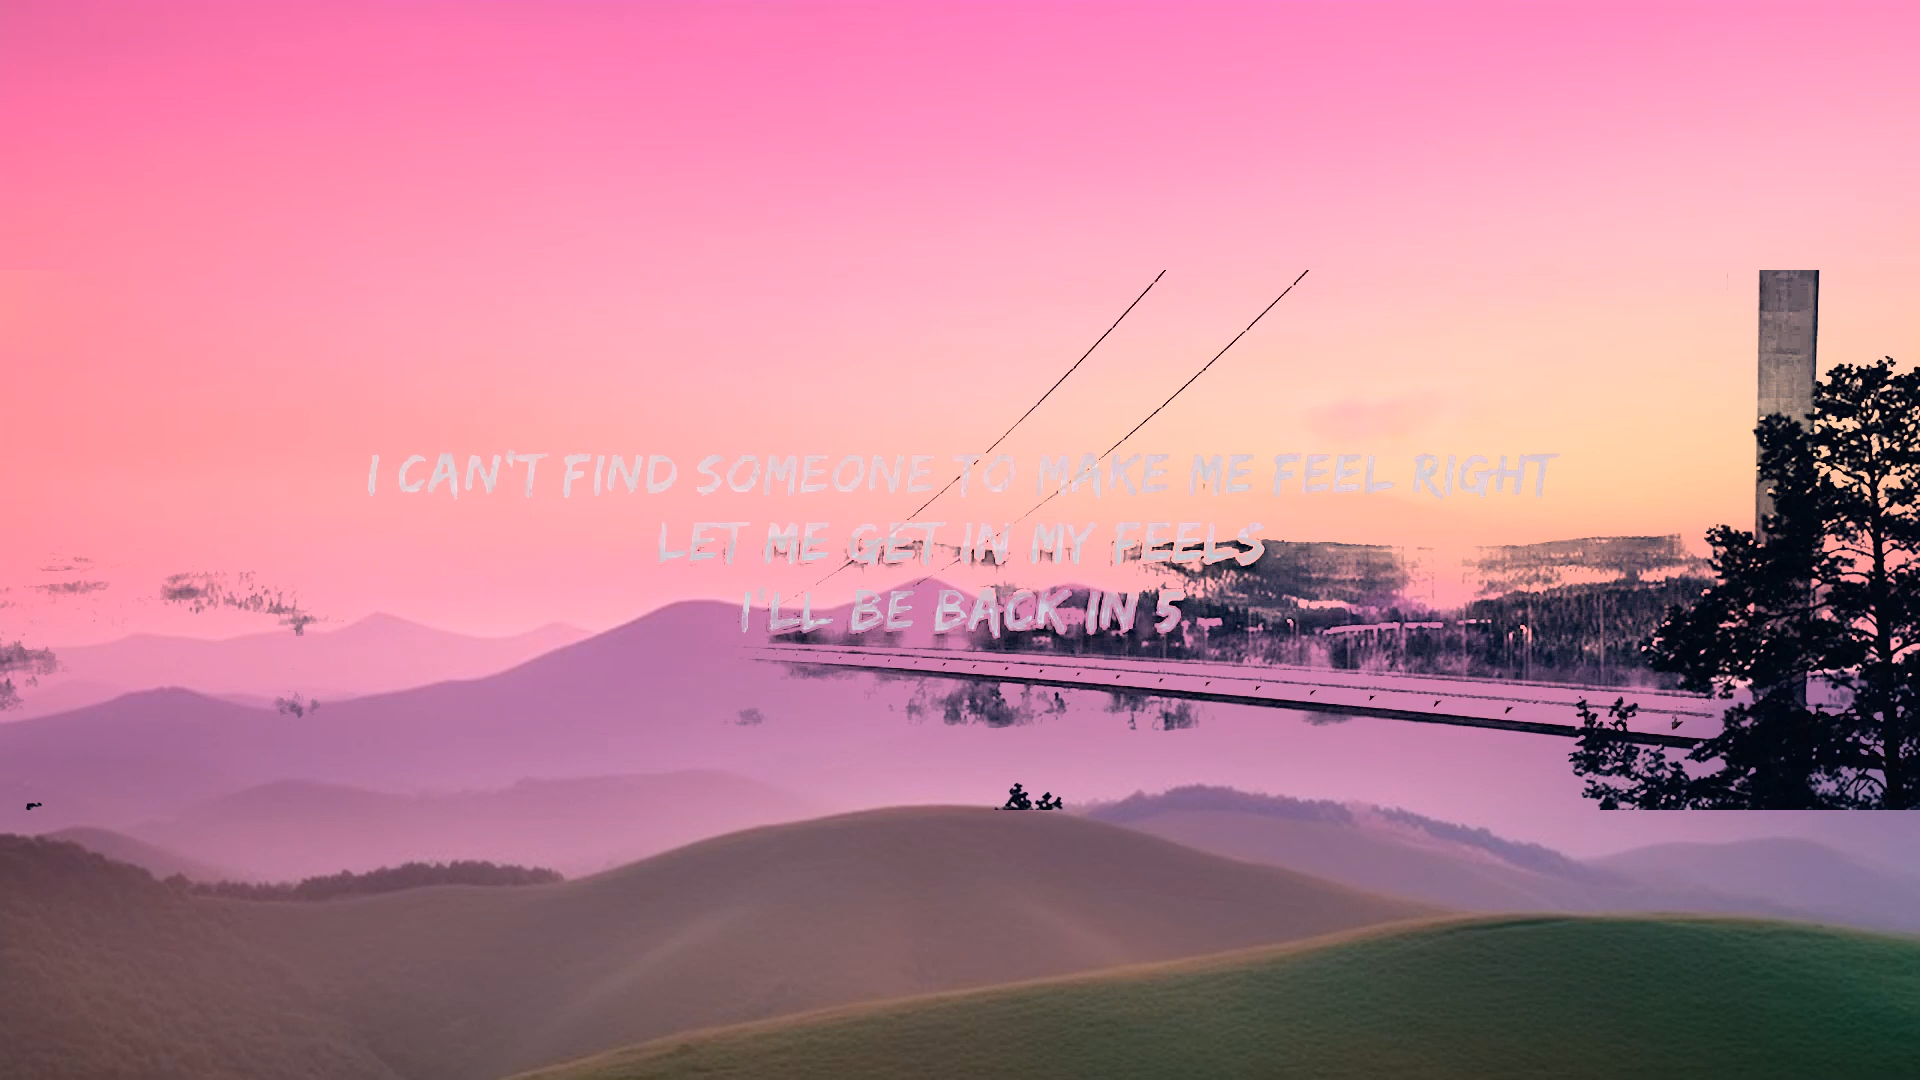 I CAN'T FIND SOMEONE TO MAKE ME FEEL RIGHT
LET ME GET IN MY FEELS
I'LL BE BACK IN 5